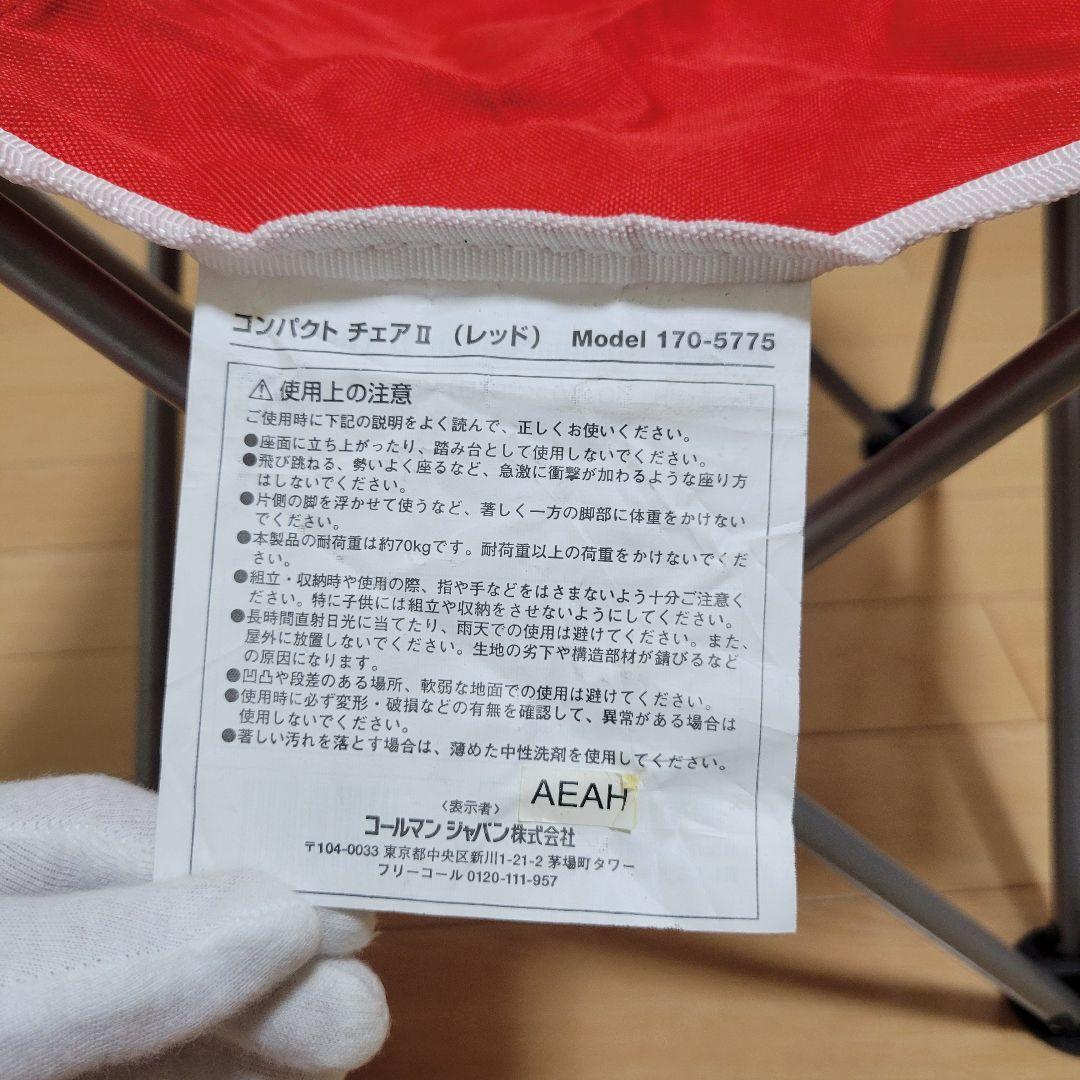 コンパクト チェアⅡ (レッド) Model 170-5775
⚠使用上の注意
ご使用時に下記の説明をよく読んで、正しくお使いください。
●座面に立ち上がったり、踏み台として使用しないでください。
●飛び跳ねる、勢いよく座るなど、急激に衝撃が加わるような座り方
はしないでください。
●片側の脚を浮かせて使うなど、著しく一方の脚部に体重をかけない
でください。
●本製品の耐荷重は約70kgです。耐荷重以上の荷重をかけないでくだ
さい。
●組立・収納時や使用の際、指や手などをはさまないよう十分ご注意く
ださい。特に子供には組立や収納をさせないようにしてください。
●長時間直射日光に当てたり、雨天での使用は避けてください。また、
屋外に放置しないでください。生地の劣下や構造部材が錆びるなど
の原因になります。
●凹凸や段差のある場所、軟弱な地面での使用は避けてください。
●使用時に必ず変形・破損などの有無を確認して、異常がある場合は
使用しないでください。
●著しい汚れを落とす場合は、薄めた中性洗剤を使用してください。
AEAH
〈表示者〉
コールマン ジャパン株式会社
〒104-0033 東京都中央区新川1-21-2 茅場町タワー
フリーコール 0120-111-957